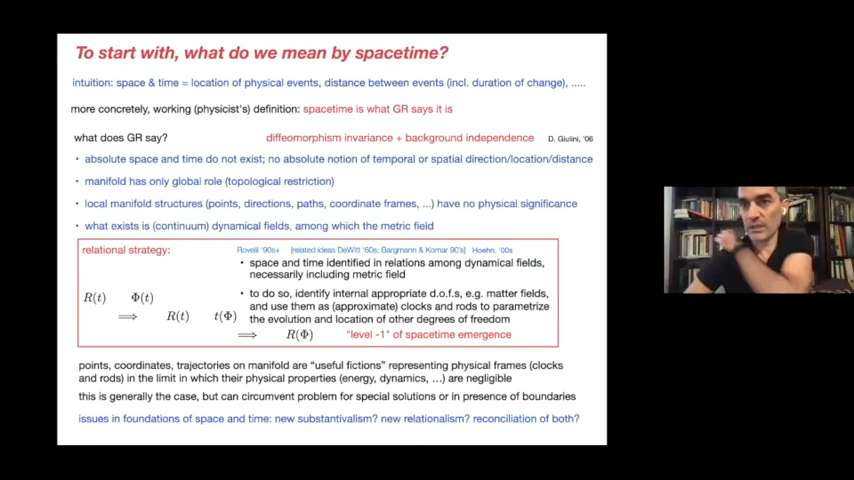 To start with, what do we mean by spacetime?
intuition: space & time = location of physical events, distance between events (incl. duration of change), .....
more concretely, working (physicist's) definition: spacetime is what GR says it is
what does GR say? diffeomorphism invariance + background independence D. Giulini, '06
• absolute space and time do not exist; no absolute notion of temporal or spatial direction/location/distance
• manifold has only global role (topological restriction)
• local manifold structures (points, directions, paths, coordinate frames, ...) have no physical significance
• what exists is (continuum) dynamical fields, among which the metric field
relational strategy: Rovelli '90s+ [related ideas DeWitt '60s; Bargmann & Komar 90's] Hoehn, '00s
• space and time identified in relations among dynamical fields,
necessarily including metric field
• to do so, identify internal appropriate d.o.f.s, e.g. matter fields,
and use them as (approximate) clocks and rods to parametrize
the evolution and location of other degrees of freedom
R(t) Φ(t)
⟹ R(t) t(Φ)
⟹ R(Φ) "level -1" of spacetime emergence
points, coordinates, trajectories on manifold are "useful fictions" representing physical frames (clocks
and rods) in the limit in which their physical properties (energy, dynamics, ...) are negligible
this is generally the case, but can circumvent problem for special solutions or in presence of boundaries
issues in foundations of space and time: new substantivalism? new relationalism? reconciliation of both?